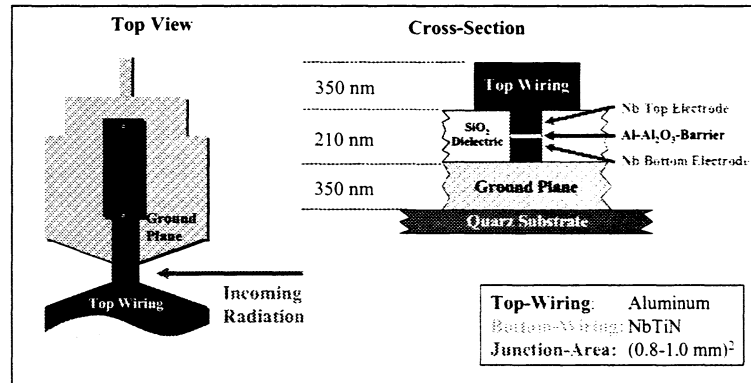 Top View
Cross-Section
350 nm
210 nm
350 nm
Top Wiring
SiO₂
Dielectric
Nb Top Electrode
Al-Al₂O₃-Barrier
Nb Bottom Electrode
Ground Plane
Quarz Substrate
Ground
Plane
Top Wiring
Incoming
Radiation
Top-Wiring: Aluminum
Bottom-Wiring: NbTiN
Junction-Area: (0.8-1.0 mm)²